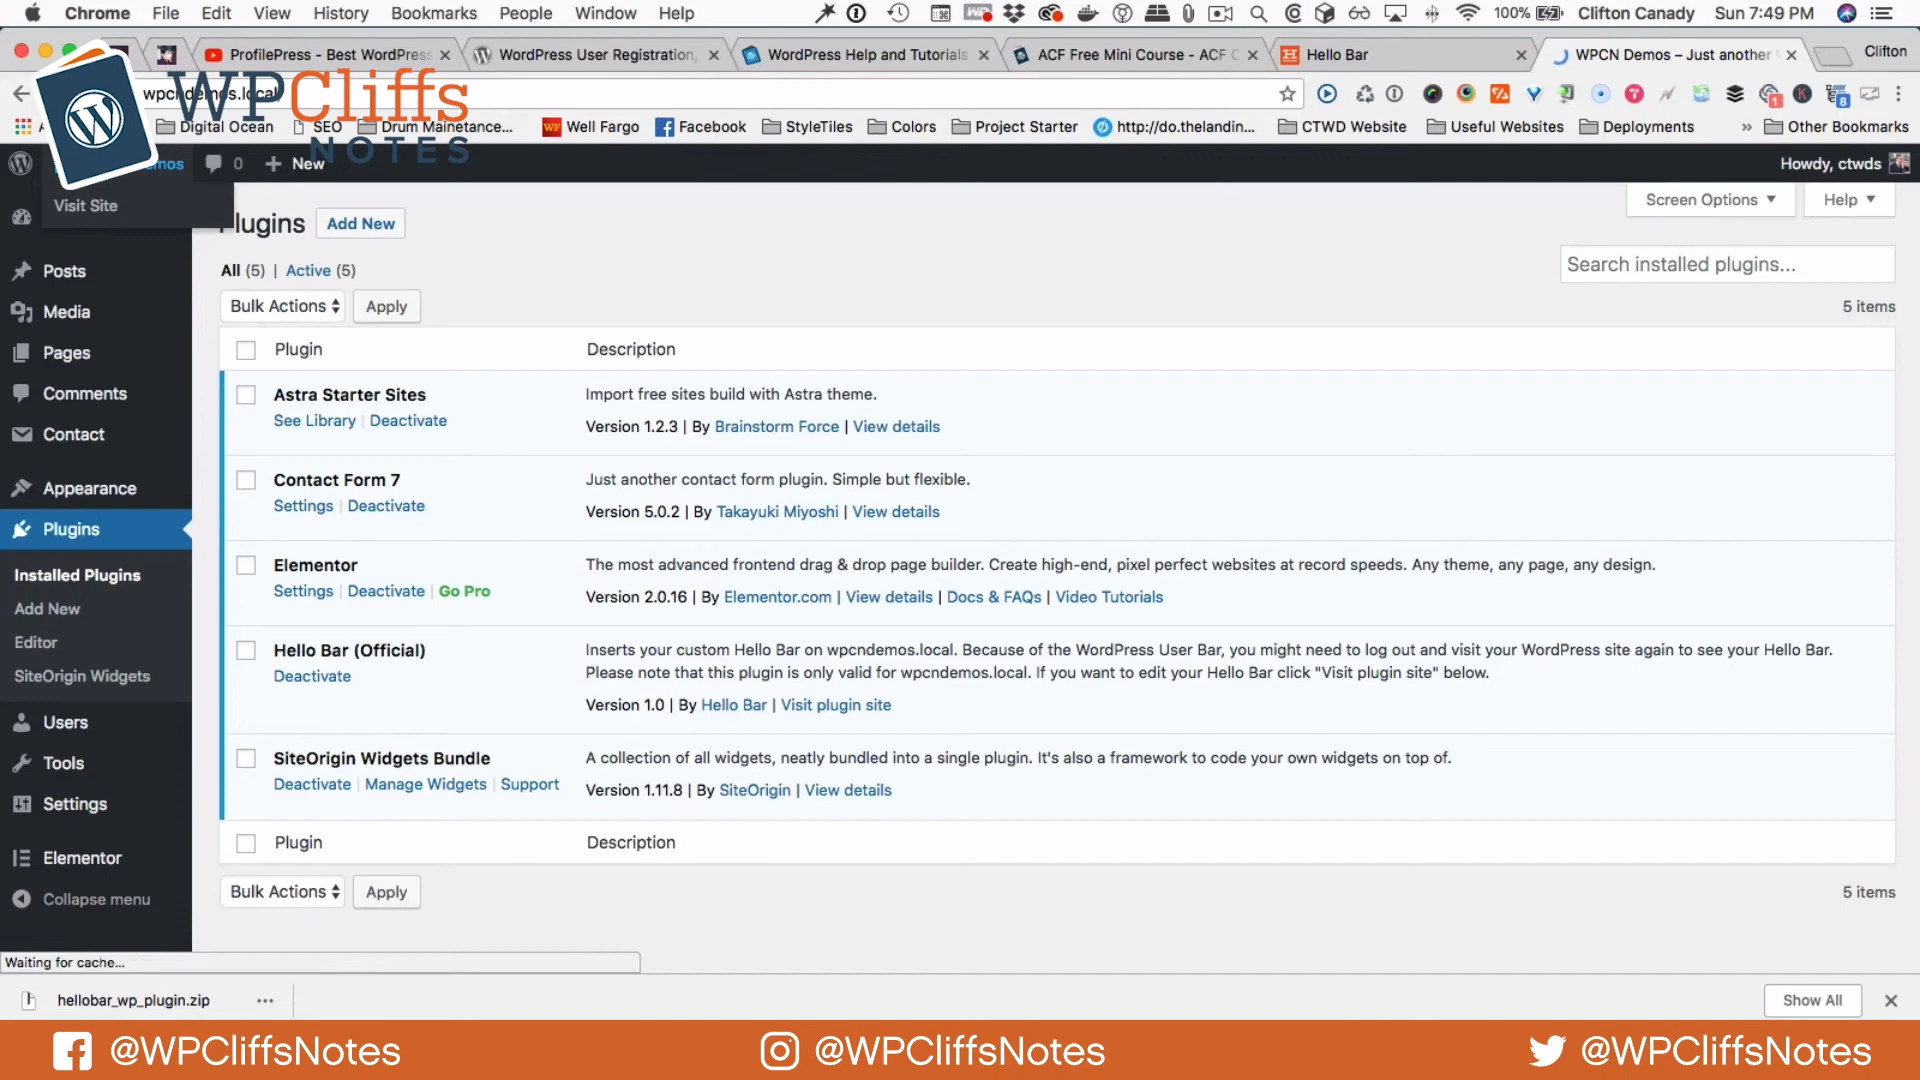 Chrome File Edit View History Bookmarks People Window Help 100% Clifton Canady Sun 7:49 PM
ProfilePress - Best WordPress WordPress User Registration, WordPress Help and Tutorials ACF Free Mini Course - ACF C Hello Bar WPCN Demos – Just another Clifton
wpcndemos.local
WPCliffs
NOTES
1 8
Digital Ocean SEO Drum Mainetance... Well Fargo Facebook StyleTiles Colors Project Starter http://do.thelandin... CTWD Website Useful Websites Deployments » Other Bookmarks
0 New Howdy, ctwds
Visit Site
Plugins Add New Screen Options Help
Search installed plugins...
All (5) | Active (5)
Bulk Actions Apply 5 items
Plugin Description
Astra Starter Sites Import free sites build with Astra theme.
See Library | Deactivate Version 1.2.3 | By Brainstorm Force | View details
Contact Form 7 Just another contact form plugin. Simple but flexible.
Settings | Deactivate Version 5.0.2 | By Takayuki Miyoshi | View details
Elementor The most advanced frontend drag & drop page builder. Create high-end, pixel perfect websites at record speeds. Any theme, any page, any design.
Settings | Deactivate | Go Pro Version 2.0.16 | By Elementor.com | View details | Docs & FAQs | Video Tutorials
Hello Bar (Official) Inserts your custom Hello Bar on wpcndemos.local. Because of the WordPress User Bar, you might need to log out and visit your WordPress site again to see your Hello Bar.
Deactivate Please note that this plugin is only valid for wpcndemos.local. If you want to edit your Hello Bar click "Visit plugin site" below.
Version 1.0 | By Hello Bar | Visit plugin site
SiteOrigin Widgets Bundle A collection of all widgets, neatly bundled into a single plugin. It's also a framework to code your own widgets on top of.
Deactivate | Manage Widgets | Support Version 1.11.8 | By SiteOrigin | View details
Plugin Description
Bulk Actions Apply 5 items
Posts
Media
Pages
Comments
Contact
Appearance
Plugins
Installed Plugins
Add New
Editor
SiteOrigin Widgets
Users
Tools
Settings
Elementor
Collapse menu
Waiting for cache...
hellobar_wp_plugin.zip Show All
@WPCliffsNotes @WPCliffsNotes @WPCliffsNotes